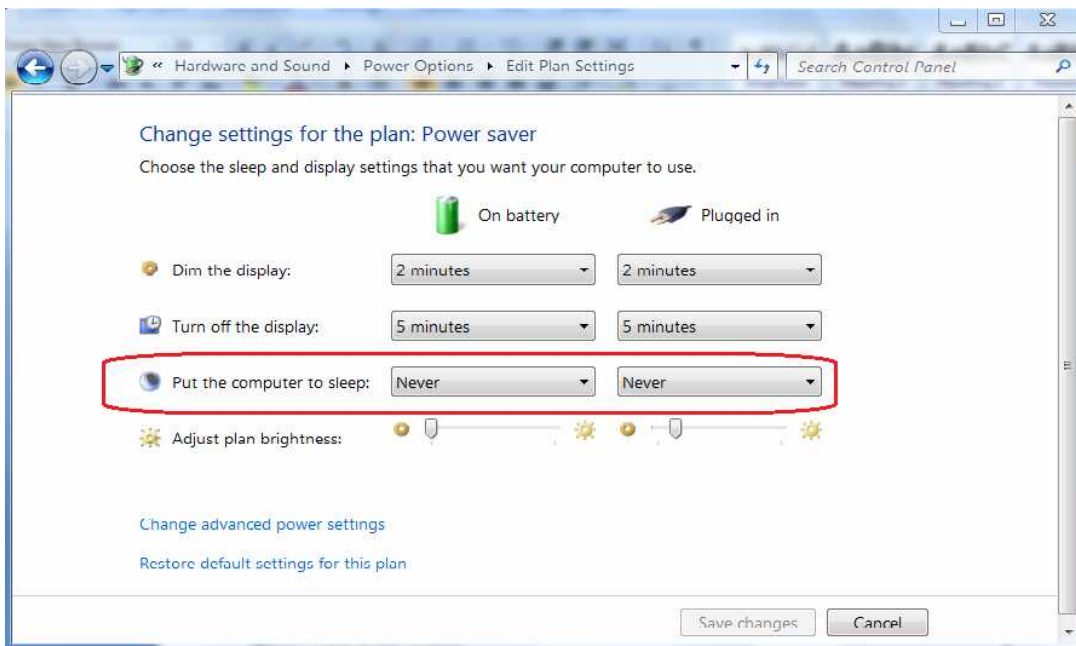 « Hardware and Sound ▸ Power Options ▸ Edit Plan Settings
Search Control Panel
Change settings for the plan: Power saver
Choose the sleep and display settings that you want your computer to use.
On battery Plugged in
Dim the display: 2 minutes 2 minutes
Turn off the display: 5 minutes 5 minutes
Put the computer to sleep: Never Never
Adjust plan brightness:
Change advanced power settings
Restore default settings for this plan
Save changes Cancel